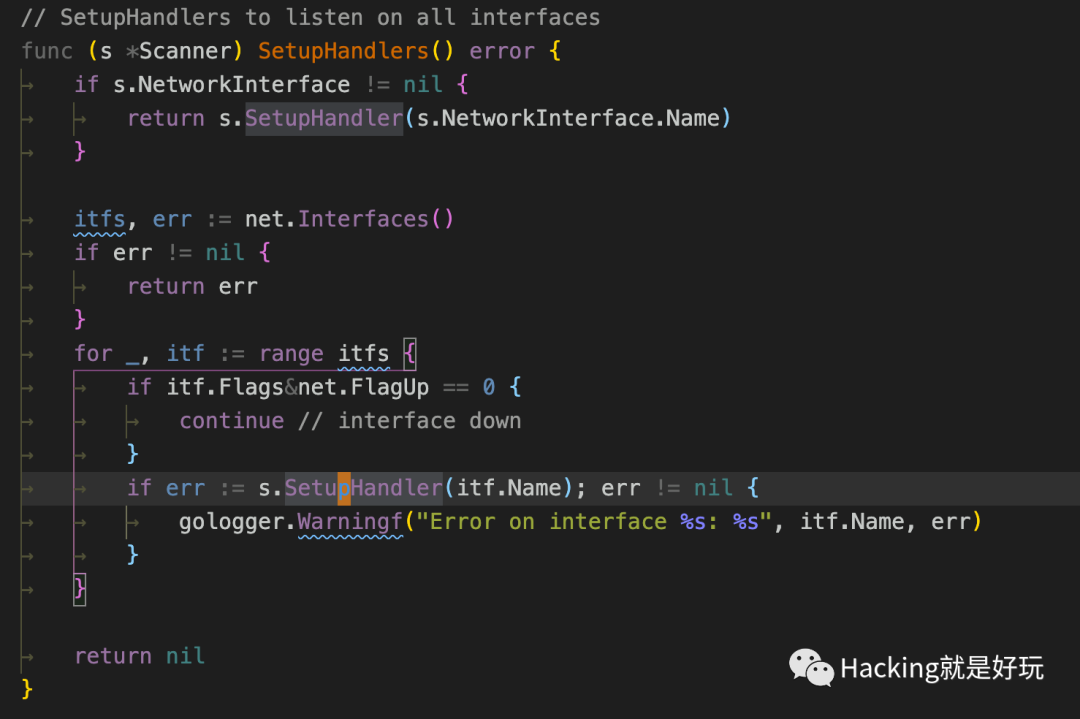 // SetupHandlers to listen on all interfaces
func (s *Scanner) SetupHandlers() error {
    if s.NetworkInterface != nil {
        return s.SetupHandler(s.NetworkInterface.Name)
    }

    itfs, err := net.Interfaces()
    if err != nil {
        return err
    }
    for _, itf := range itfs {
        if itf.Flags&net.FlagUp == 0 {
            continue // interface down
        }
        if err := s.SetupHandler(itf.Name); err != nil {
            gologger.Warningf("Error on interface %s: %s", itf.Name, err)
        }
    }

    return nil
}
Hacking就是好玩